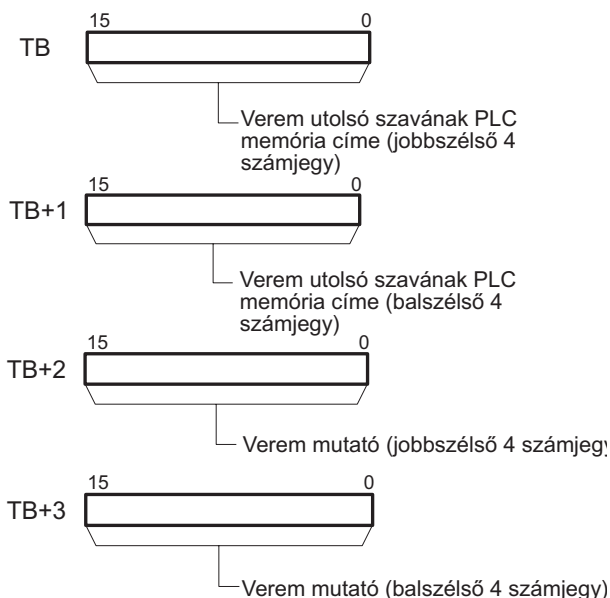 15 0
TB
Verem utolsó szavának PLC
memória címe (jobbszélső 4
számjegy)
15 0
TB+1
Verem utolsó szavának PLC
memória címe (balszélső 4
számjegy)
15 0
TB+2
Verem mutató (jobbszélső 4 számjegy
15 0
TB+3
Verem mutató (balszélső 4 számjegy)